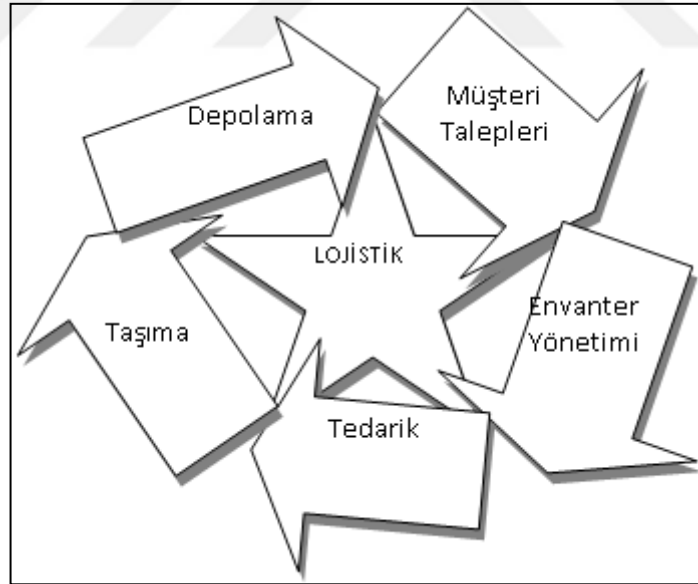 Depolama
Müşteri
Talepleri
LOJİSTİK
Envanter
Yönetimi
Taşıma
Tedarik